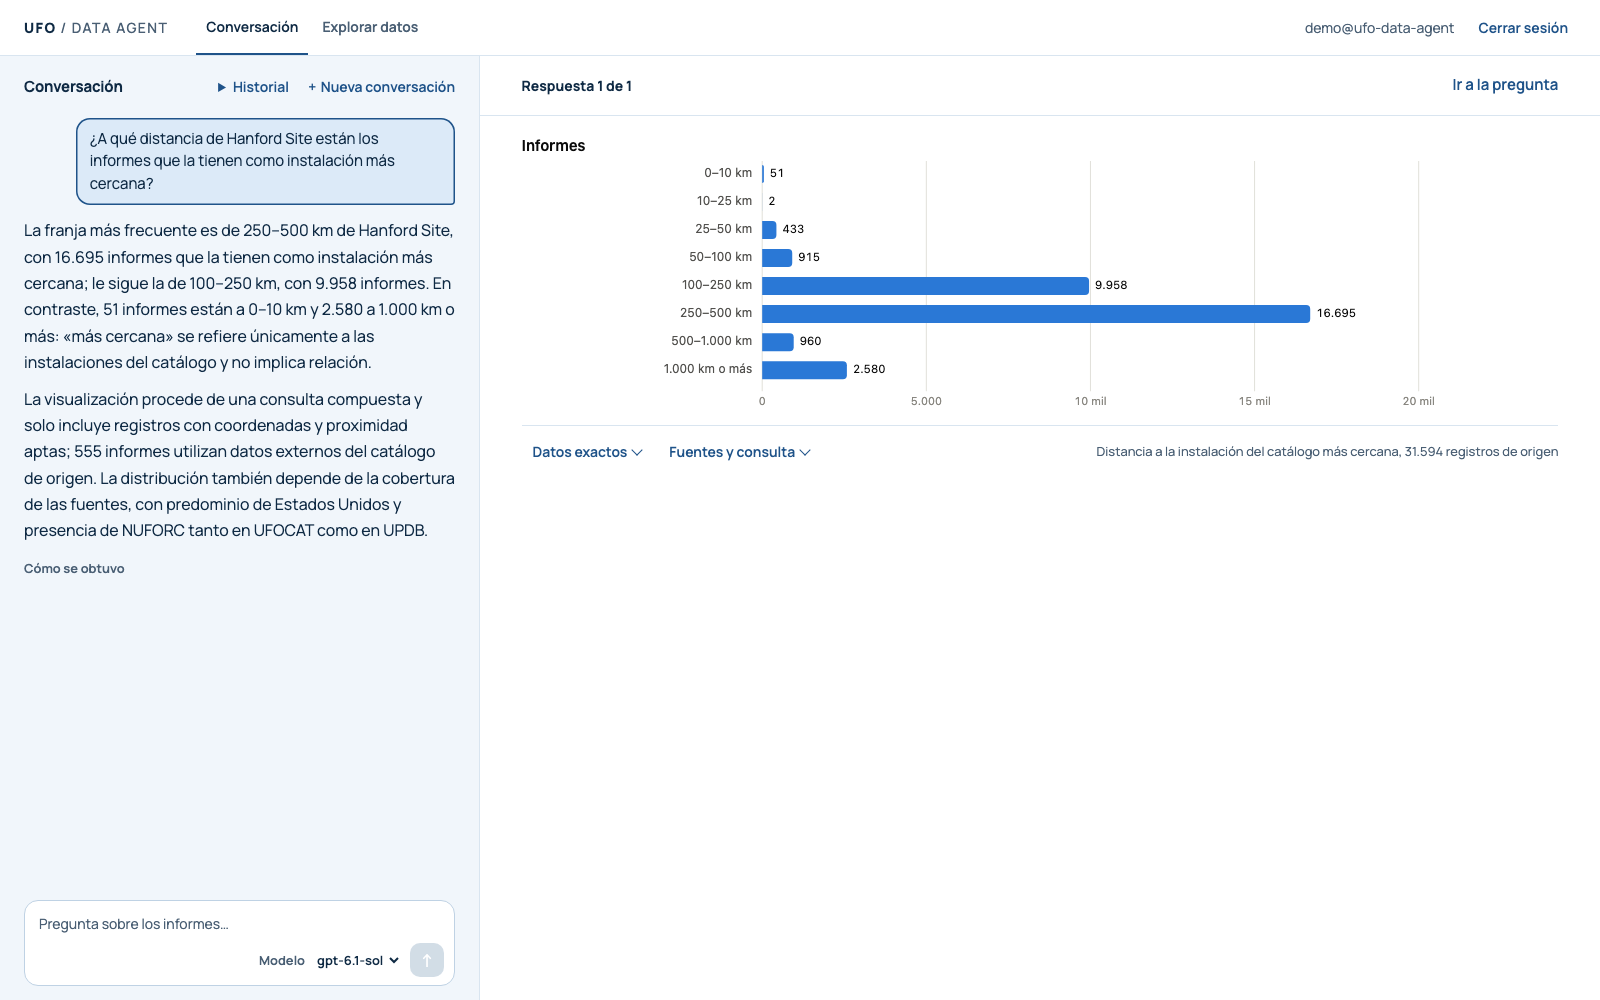 UFO / DATA AGENT
Conversación
Explorar datos
demo@ufo-data-agent
Cerrar sesión
Conversación
Historial
+ Nueva conversación
¿A qué distancia de Hanford Site están los
informes que la tienen como instalación más
cercana?
La franja más frecuente es de 250–500 km de Hanford Site,
con 16.695 informes que la tienen como instalación más
cercana; le sigue la de 100–250 km, con 9.958 informes. En
contraste, 51 informes están a 0–10 km y 2.580 a 1.000 km o
más: «más cercana» se refiere únicamente a las
instalaciones del catálogo y no implica relación.
La visualización procede de una consulta compuesta y
solo incluye registros con coordenadas y proximidad
aptas; 555 informes utilizan datos externos del catálogo
de origen. La distribución también depende de la cobertura
de las fuentes, con predominio de Estados Unidos y
presencia de NUFORC tanto en UFOCAT como en UPDB.
Cómo se obtuvo
Pregunta sobre los informes…
Modelo gpt-6.1-sol
Respuesta 1 de 1
Ir a la pregunta
Informes
0–10 km 51
10–25 km 2
25–50 km 433
50–100 km 915
100–250 km 9.958
250–500 km 16.695
500–1.000 km 960
1.000 km o más 2.580
0 5.000 10 mil 15 mil 20 mil
Datos exactos
Fuentes y consulta
Distancia a la instalación del catálogo más cercana, 31.594 registros de origen